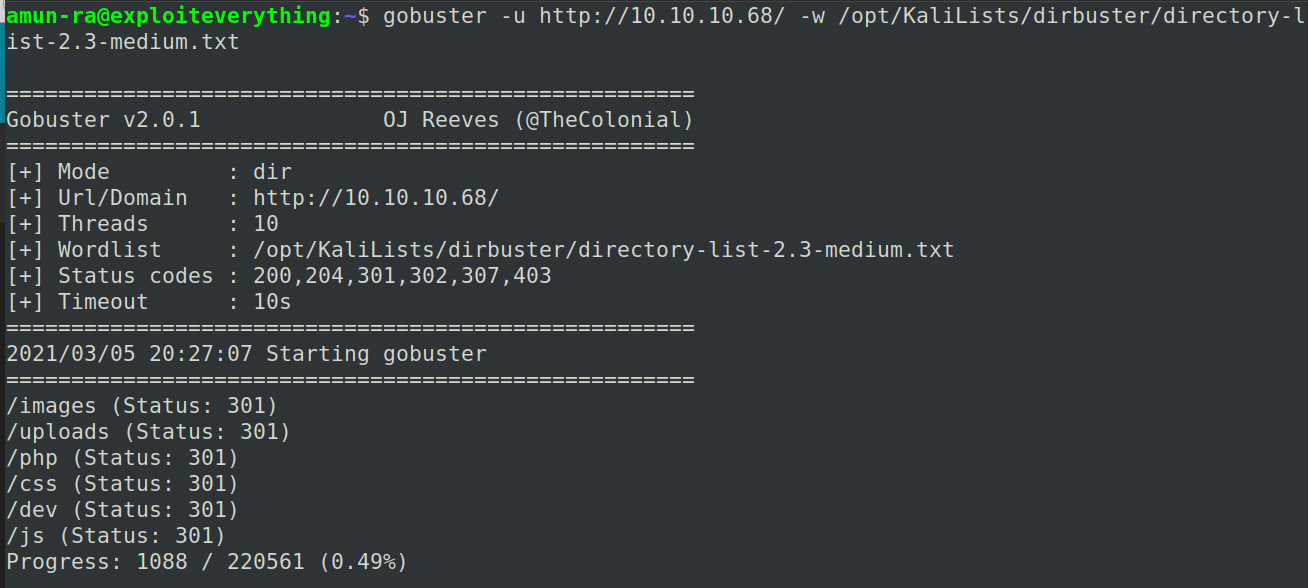 amun-ra@exploiteverything:~$ gobuster -u http://10.10.10.68/ -w /opt/KaliLists/dirbuster/directory-l
ist-2.3-medium.txt
=====================================================
Gobuster v2.0.1              OJ Reeves (@TheColonial)
=====================================================
[+] Mode         : dir
[+] Url/Domain   : http://10.10.10.68/
[+] Threads      : 10
[+] Wordlist     : /opt/KaliLists/dirbuster/directory-list-2.3-medium.txt
[+] Status codes : 200,204,301,302,307,403
[+] Timeout      : 10s
=====================================================
2021/03/05 20:27:07 Starting gobuster
=====================================================
/images (Status: 301)
/uploads (Status: 301)
/php (Status: 301)
/css (Status: 301)
/dev (Status: 301)
/js (Status: 301)
Progress: 1088 / 220561 (0.49%)